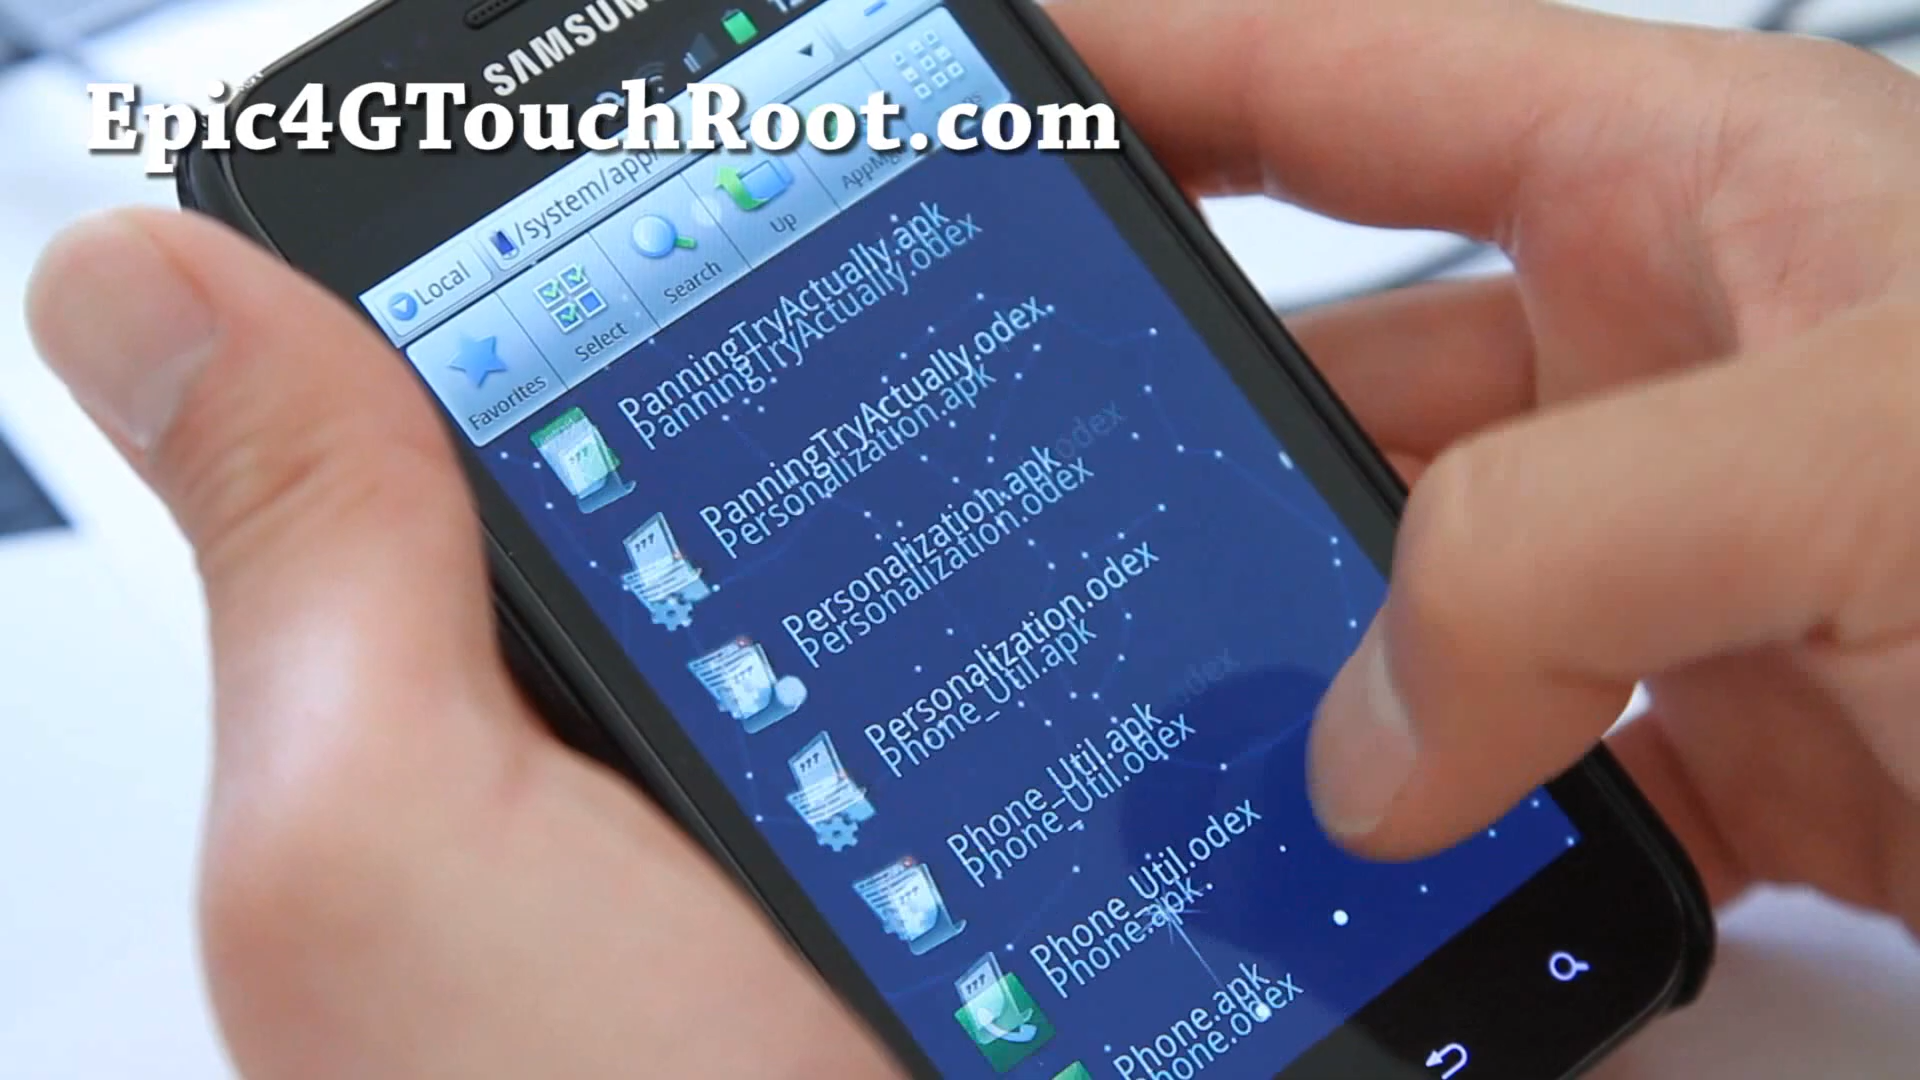 Epic4GTouchRoot.com
SAMSUNG
Local
/system/app/
Favorites
Select
Search
Up
PanningTryActually.apk
PanningTryActually.odex
PanningTryActually.odex
Personalization.apk
Personalization.apk
Personalization.odex
Personalization.odex
Phone_Util.apk
Phone_Util.apk
Phone_Util.odex
Phone_Util.odex
Phone.apk
Phone.apk
Phone.odex